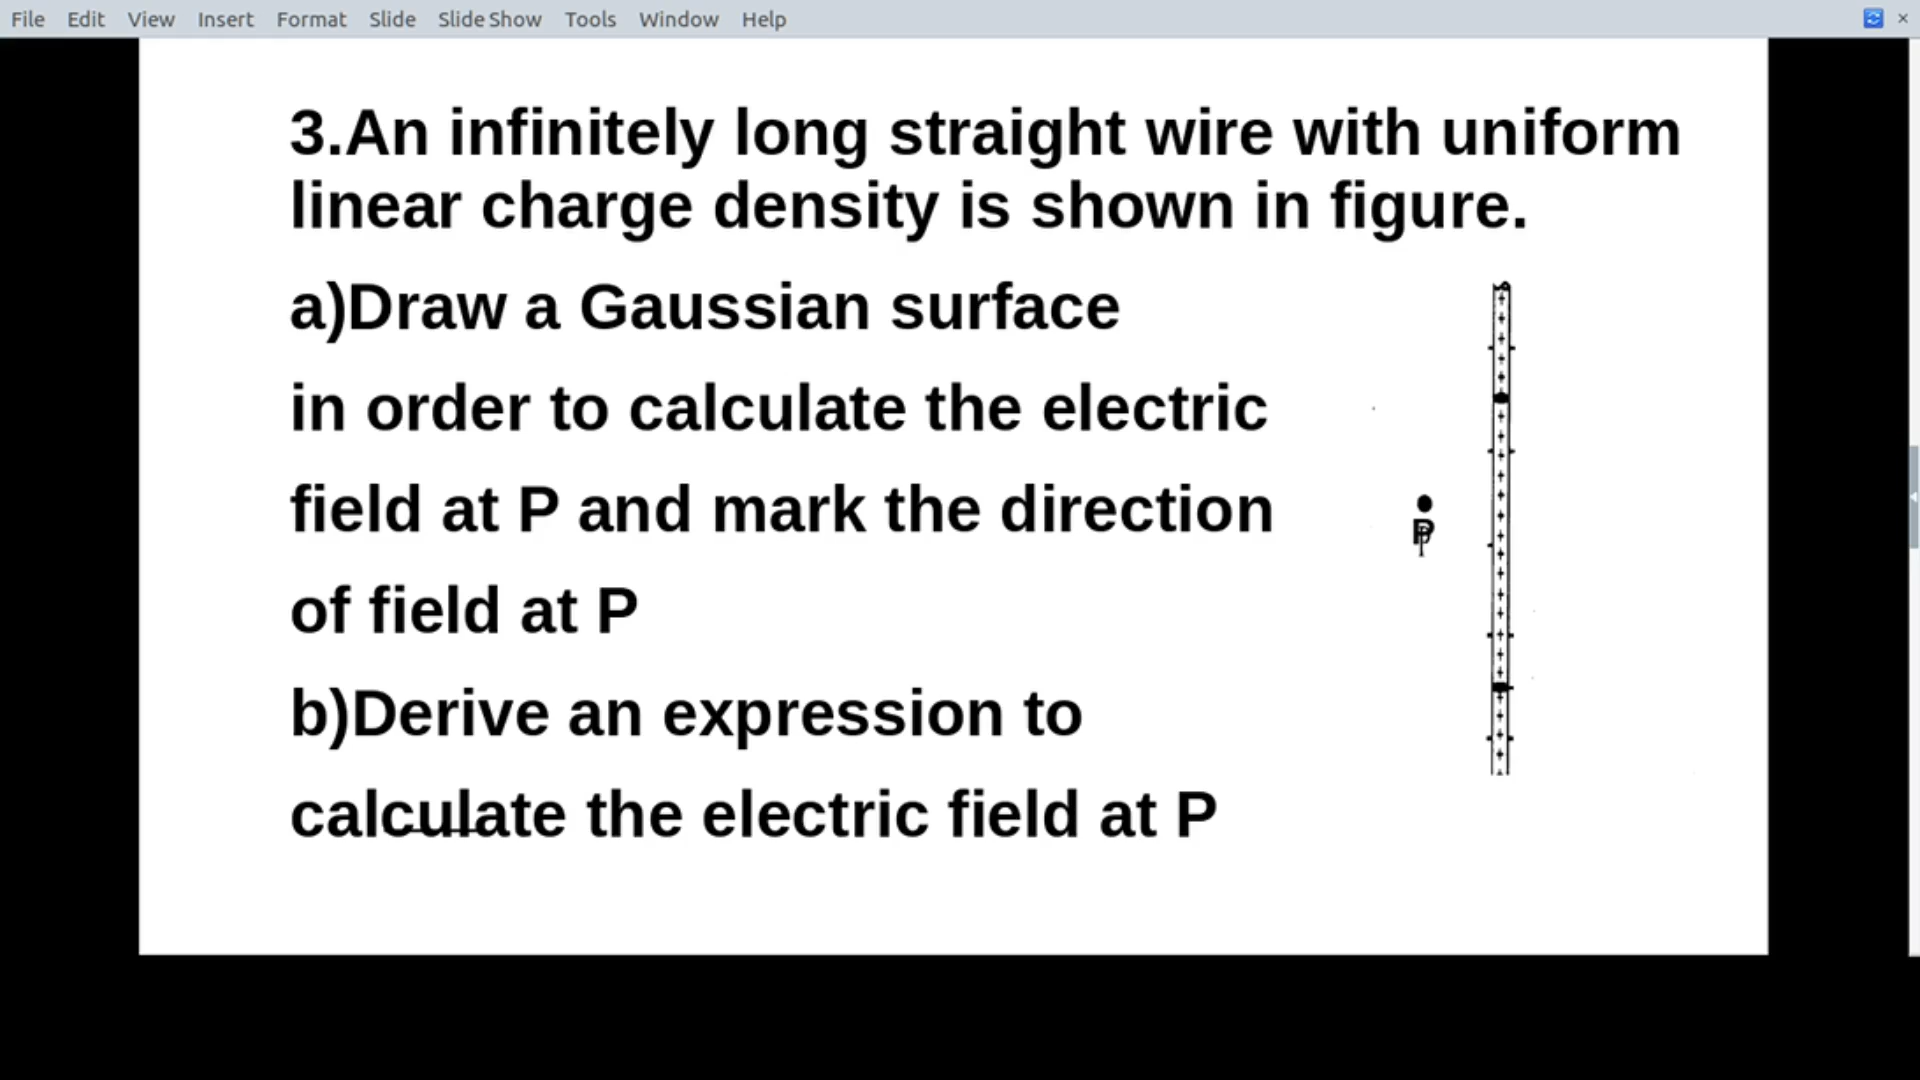 File Edit View Insert Format Slide Slide Show Tools Window Help
3.An infinitely long straight wire with uniform
linear charge density is shown in figure.
a)Draw a Gaussian surface
in order to calculate the electric
field at P and mark the direction
of field at P
b)Derive an expression to
calculate the electric field at P
P